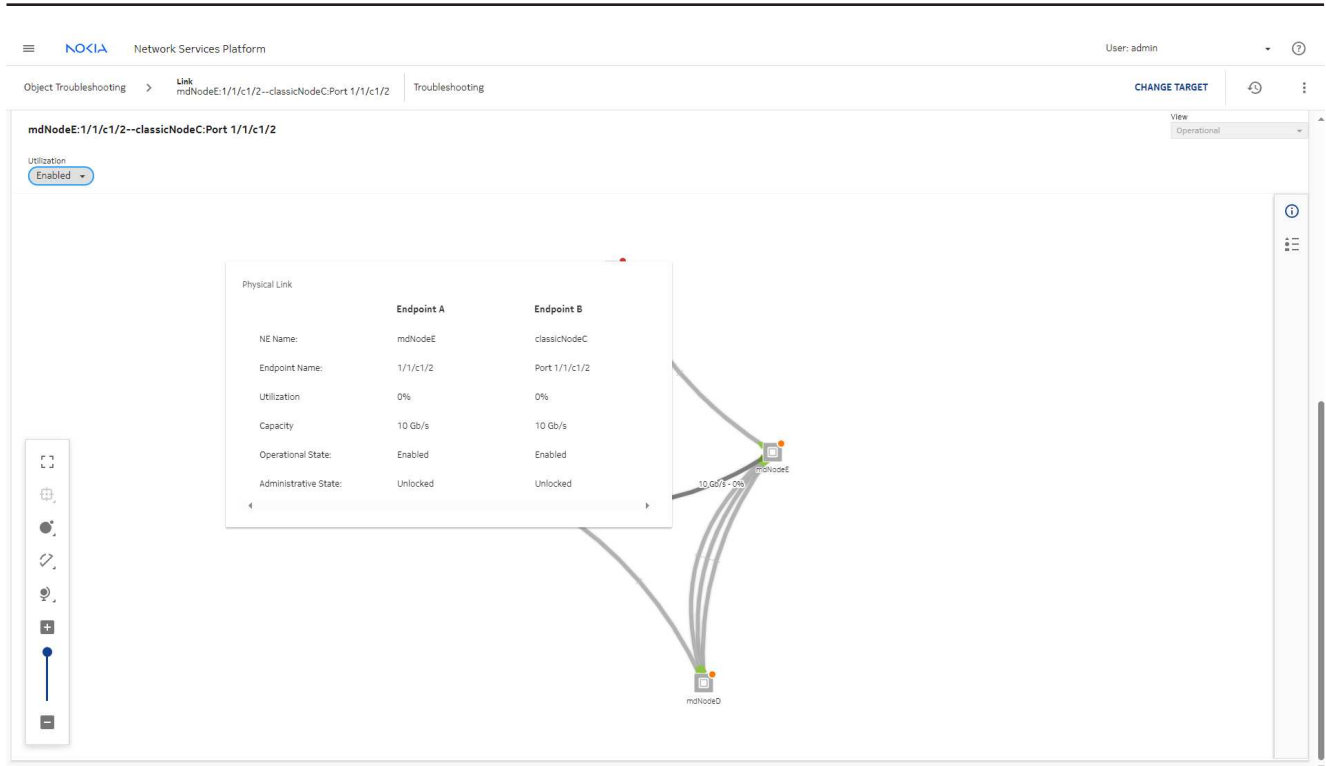 NOKIA Network Services Platform User: admin
Object Troubleshooting > Link
mdNodeE:1/1/c1/2--classicNodeC:Port 1/1/c1/2 Troubleshooting CHANGE TARGET
mdNodeE:1/1/c1/2--classicNodeC:Port 1/1/c1/2
View
Operational
Utilization
Enabled
Physical Link
Endpoint A Endpoint B
NE Name: mdNodeE classicNodeC
Endpoint Name: 1/1/c1/2 Port 1/1/c1/2
Utilization 0% 0%
Capacity 10 Gb/s 10 Gb/s
Operational State: Enabled Enabled
Administrative State: Unlocked Unlocked
mdNodeE
10 Gb/s - 0%
mdNodeD